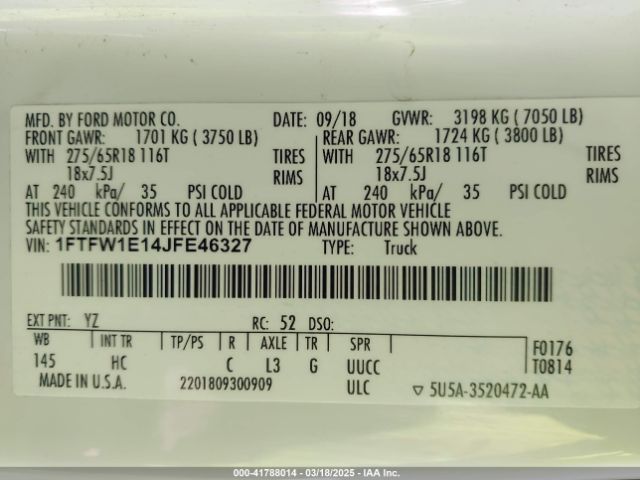 MFD. BY FORD MOTOR CO. DATE: 09/18 GVWR: 3198 KG ( 7050 LB)
FRONT GAWR: 1701 KG ( 3750 LB) REAR GAWR: 1724 KG ( 3800 LB)
WITH 275/65R18 116T TIRES WITH 275/65R18 116T TIRES
18x7.5J RIMS 18x7.5J RIMS
AT 240 kPa/ 35 PSI COLD AT 240 kPa/ 35 PSI COLD
THIS VEHICLE CONFORMS TO ALL APPLICABLE FEDERAL MOTOR VEHICLE
SAFETY STANDARDS IN EFFECT ON THE DATE OF MANUFACTURE SHOWN ABOVE.
VIN: 1FTFW1E14JFE46327 TYPE: Truck
EXT PNT: YZ RC: 52 DSO:
WB INT TR TP/PS R AXLE TR SPR F0176
145 HC C L3 G UUCC T0814
MADE IN U.S.A. 2201809300909 ULC ▽ 5U5A-3520472-AA
000-41788014 — 03/18/2025 — IAA Inc.